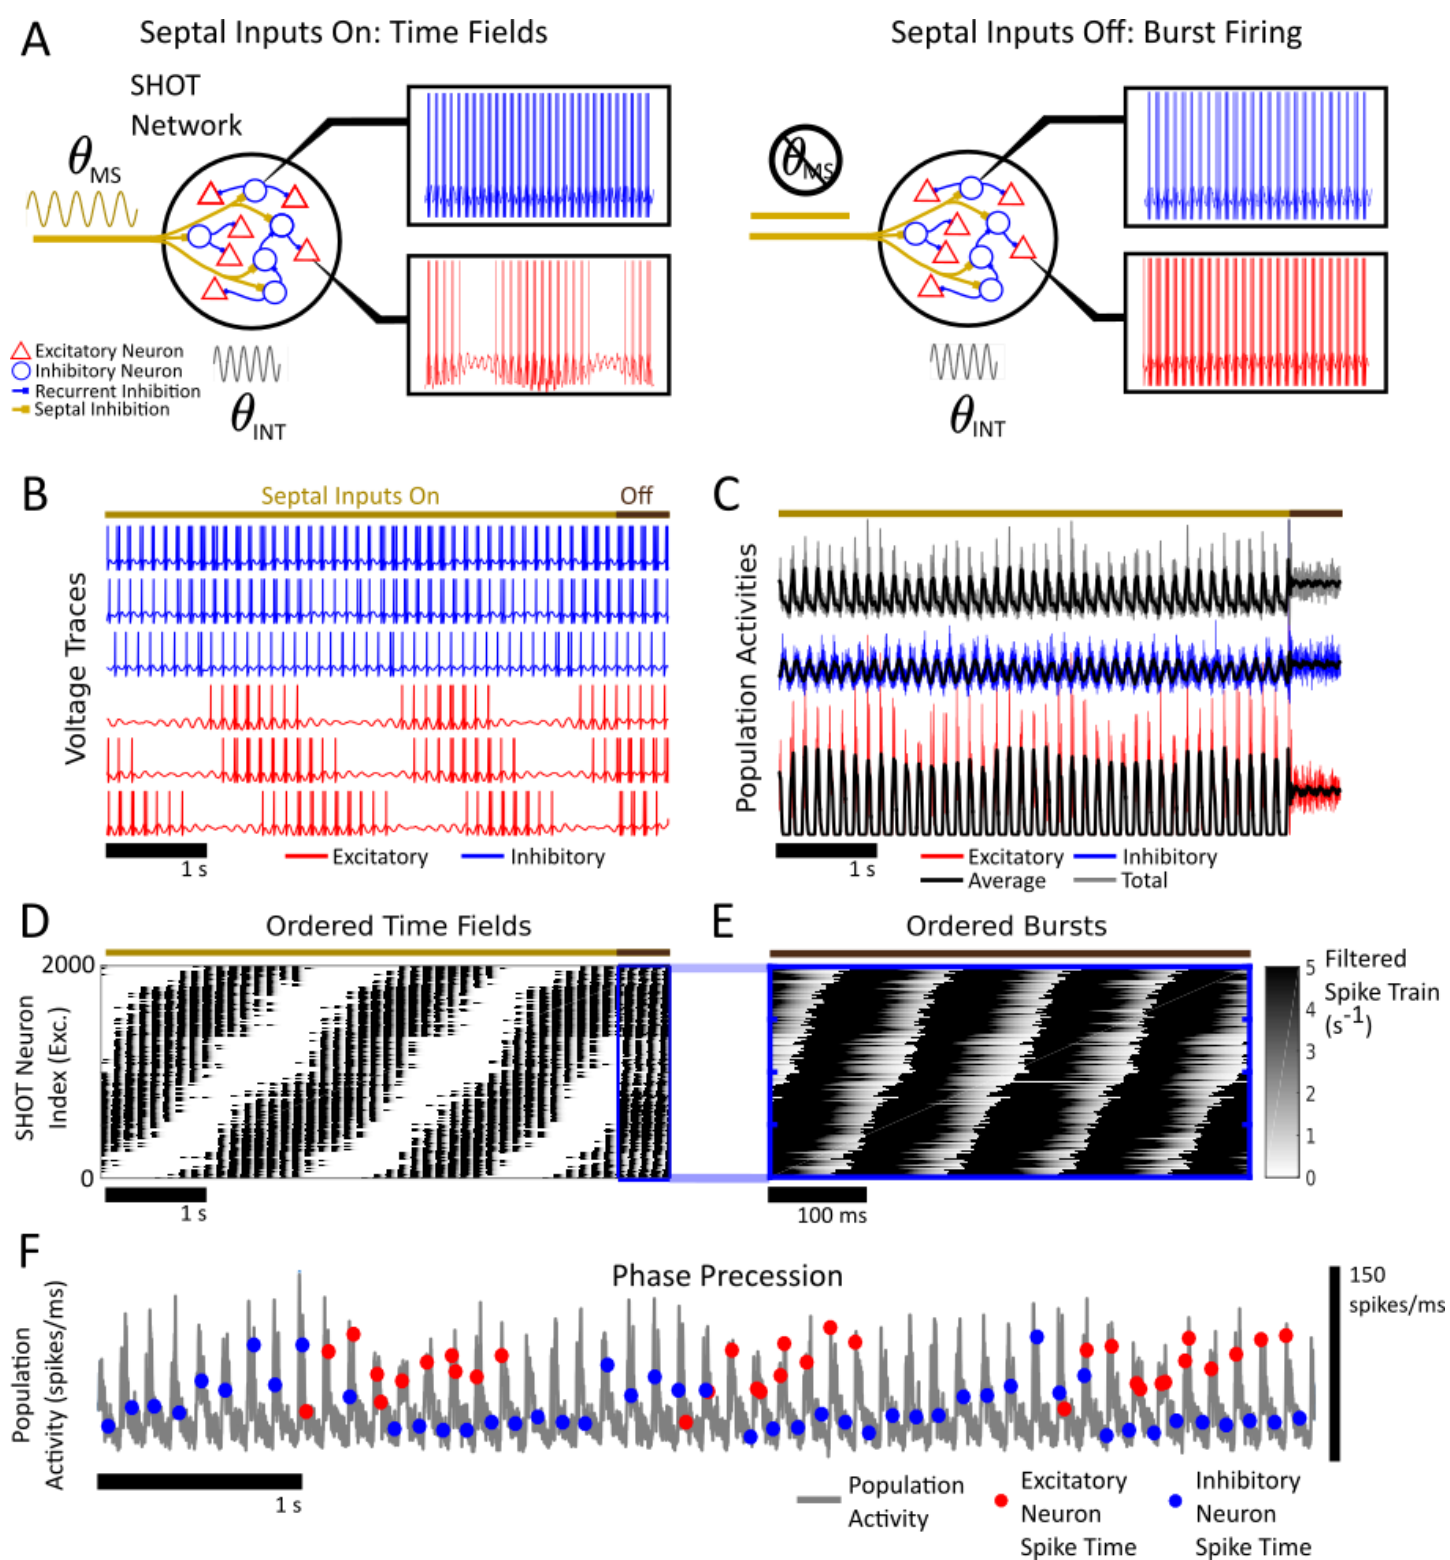 A
Septal Inputs On: Time Fields
Septal Inputs Off: Burst Firing
SHOT
Network
θMS
θMS
Excitatory Neuron
Inhibitory Neuron
Recurrent Inhibition
Septal Inhibition
θINT
θINT
B
Septal Inputs On
Off
Voltage Traces
1 s
Excitatory
Inhibitory
C
Population Activities
1 s
Excitatory
Inhibitory
Average
Total
D
Ordered Time Fields
2000
SHOT Neuron
Index (Exc.)
0
1 s
E
Ordered Bursts
100 ms
5
4
3
2
1
0
Filtered
Spike Train
(s-1)
F
Phase Precession
Population
Activity (spikes/ms)
150
spikes/ms
1 s
Population
Activity
Excitatory
Neuron
Spike Time
Inhibitory
Neuron
Spike Time